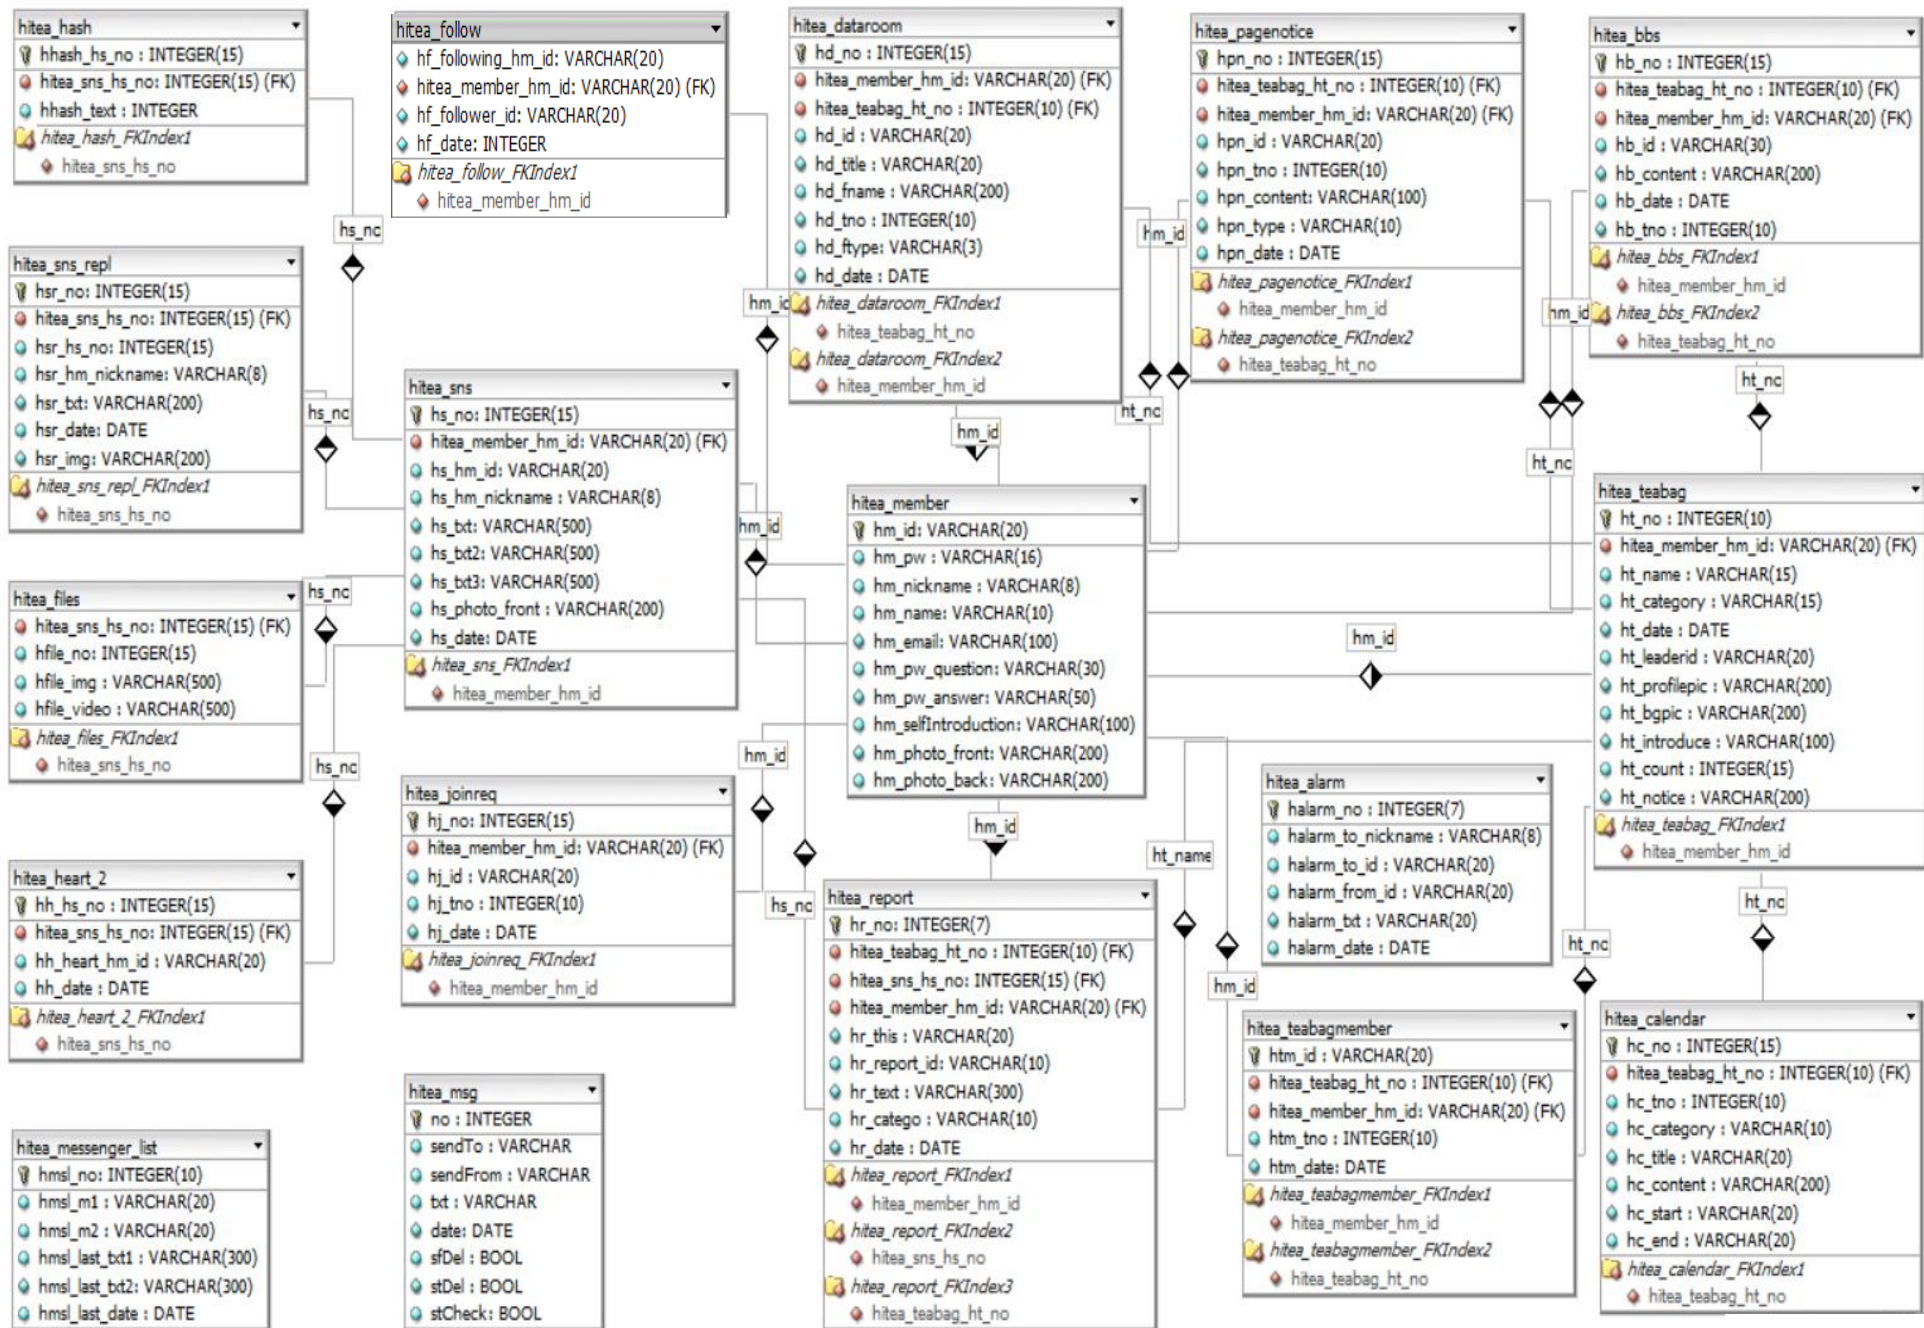 hitea_hash
hhash_hs_no : INTEGER(15)
hitea_sns_hs_no: INTEGER(15) (FK)
hhash_text : INTEGER
hitea_hash_FKIndex1
hitea_sns_hs_no
hitea_follow
hf_following_hm_id: VARCHAR(20)
hitea_member_hm_id: VARCHAR(20) (FK)
hf_follower_id: VARCHAR(20)
hf_date: INTEGER
hitea_follow_FKIndex1
hitea_member_hm_id
hitea_dataroom
hd_no : INTEGER(15)
hitea_member_hm_id: VARCHAR(20) (FK)
hitea_teabag_ht_no : INTEGER(10) (FK)
hd_id : VARCHAR(20)
hd_title : VARCHAR(20)
hd_fname : VARCHAR(200)
hd_tno : INTEGER(10)
hd_ftype: VARCHAR(3)
hd_date : DATE
hitea_dataroom_FKIndex1
hitea_teabag_ht_no
hitea_dataroom_FKIndex2
hitea_member_hm_id
hitea_pagenotice
hpn_no : INTEGER(15)
hitea_teabag_ht_no : INTEGER(10) (FK)
hitea_member_hm_id: VARCHAR(20) (FK)
hpn_id : VARCHAR(20)
hpn_tno : INTEGER(10)
hpn_content: VARCHAR(100)
hpn_type : VARCHAR(10)
hpn_date : DATE
hitea_pagenotice_FKIndex1
hitea_member_hm_id
hitea_pagenotice_FKIndex2
hitea_teabag_ht_no
hitea_bbs
hb_no : INTEGER(15)
hitea_teabag_ht_no : INTEGER(10) (FK)
hitea_member_hm_id: VARCHAR(20) (FK)
hb_id : VARCHAR(30)
hb_content : VARCHAR(200)
hb_date : DATE
hb_tno : INTEGER(10)
hitea_bbs_FKIndex1
hitea_member_hm_id
hitea_bbs_FKIndex2
hitea_teabag_ht_no
hs_no
hm_id
hm_id
hm_id
hitea_sns_repl
hsr_no: INTEGER(15)
hitea_sns_hs_no: INTEGER(15) (FK)
hsr_hs_no: INTEGER(15)
hsr_hm_nickname: VARCHAR(8)
hsr_txt: VARCHAR(200)
hsr_date: DATE
hsr_img: VARCHAR(200)
hitea_sns_repl_FKIndex1
hitea_sns_hs_no
hs_no
hitea_sns
hs_no: INTEGER(15)
hitea_member_hm_id: VARCHAR(20) (FK)
hs_hm_id: VARCHAR(20)
hs_hm_nickname : VARCHAR(8)
hs_txt: VARCHAR(500)
hs_txt2: VARCHAR(500)
hs_txt3: VARCHAR(500)
hs_photo_front : VARCHAR(200)
hs_date: DATE
hitea_sns_FKIndex1
hitea_member_hm_id
hm_id
ht_no
ht_no
ht_no
hm_id
hitea_member
hm_id: VARCHAR(20)
hm_pw : VARCHAR(16)
hm_nickname : VARCHAR(8)
hm_name: VARCHAR(10)
hm_email: VARCHAR(100)
hm_pw_question: VARCHAR(30)
hm_pw_answer: VARCHAR(50)
hm_selfIntroduction: VARCHAR(100)
hm_photo_front: VARCHAR(200)
hm_photo_back: VARCHAR(200)
hitea_teabag
ht_no : INTEGER(10)
hitea_member_hm_id: VARCHAR(20) (FK)
ht_name : VARCHAR(15)
ht_category : VARCHAR(15)
ht_date : DATE
ht_leaderid : VARCHAR(20)
ht_profilepic : VARCHAR(200)
ht_bgpic : VARCHAR(200)
ht_introduce : VARCHAR(100)
ht_count : INTEGER(15)
ht_notice : VARCHAR(200)
hitea_teabag_FKIndex1
hitea_member_hm_id
hm_id
hitea_files
hitea_sns_hs_no: INTEGER(15) (FK)
hfile_no: INTEGER(15)
hfile_img : VARCHAR(500)
hfile_video : VARCHAR(500)
hitea_files_FKIndex1
hitea_sns_hs_no
hs_no
hs_no
hm_id
hm_id
hitea_joinreq
hj_no: INTEGER(15)
hitea_member_hm_id: VARCHAR(20) (FK)
hj_id : VARCHAR(20)
hj_tno : INTEGER(10)
hj_date : DATE
hitea_joinreq_FKIndex1
hitea_member_hm_id
hitea_alarm
halarm_no : INTEGER(7)
halarm_to_nickname : VARCHAR(8)
halarm_to_id : VARCHAR(20)
halarm_from_id : VARCHAR(20)
halarm_txt : VARCHAR(20)
halarm_date : DATE
ht_name
hs_no
hm_id
ht_no
ht_no
hitea_heart_2
hh_hs_no : INTEGER(15)
hitea_sns_hs_no: INTEGER(15) (FK)
hh_heart_hm_id : VARCHAR(20)
hh_date : DATE
hitea_heart_2_FKIndex1
hitea_sns_hs_no
hitea_report
hr_no: INTEGER(7)
hitea_teabag_ht_no : INTEGER(10) (FK)
hitea_sns_hs_no: INTEGER(15) (FK)
hitea_member_hm_id: VARCHAR(20) (FK)
hr_this : VARCHAR(20)
hr_report_id: VARCHAR(10)
hr_text : VARCHAR(300)
hr_catego : VARCHAR(10)
hr_date : DATE
hitea_report_FKIndex1
hitea_member_hm_id
hitea_report_FKIndex2
hitea_sns_hs_no
hitea_report_FKIndex3
hitea_teabag_ht_no
hitea_teabagmember
htm_id : VARCHAR(20)
hitea_teabag_ht_no : INTEGER(10) (FK)
hitea_member_hm_id: VARCHAR(20) (FK)
htm_tno : INTEGER(10)
htm_date: DATE
hitea_teabagmember_FKIndex1
hitea_member_hm_id
hitea_teabagmember_FKIndex2
hitea_teabag_ht_no
hitea_calendar
hc_no : INTEGER(15)
hitea_teabag_ht_no : INTEGER(10) (FK)
hc_tno : INTEGER(10)
hc_category : VARCHAR(10)
hc_title : VARCHAR(20)
hc_content : VARCHAR(200)
hc_start : VARCHAR(20)
hc_end : VARCHAR(20)
hitea_calendar_FKIndex1
hitea_teabag_ht_no
hitea_messenger_list
hmsl_no: INTEGER(10)
hmsl_m1 : VARCHAR(20)
hmsl_m2 : VARCHAR(20)
hmsl_last_txt1 : VARCHAR(300)
hmsl_last_txt2: VARCHAR(300)
hmsl_last_date : DATE
hitea_msg
no : INTEGER
sendTo : VARCHAR
sendFrom : VARCHAR
txt : VARCHAR
date: DATE
sfDel : BOOL
stDel : BOOL
stCheck: BOOL